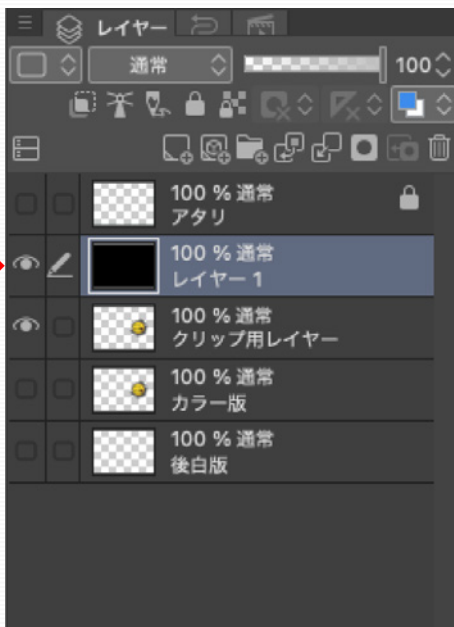 レイヤー
通常
100
100 % 通常
アタリ
100 % 通常
レイヤー 1
100 % 通常
クリップ用レイヤー
100 % 通常
カラー版
100 % 通常
後白版